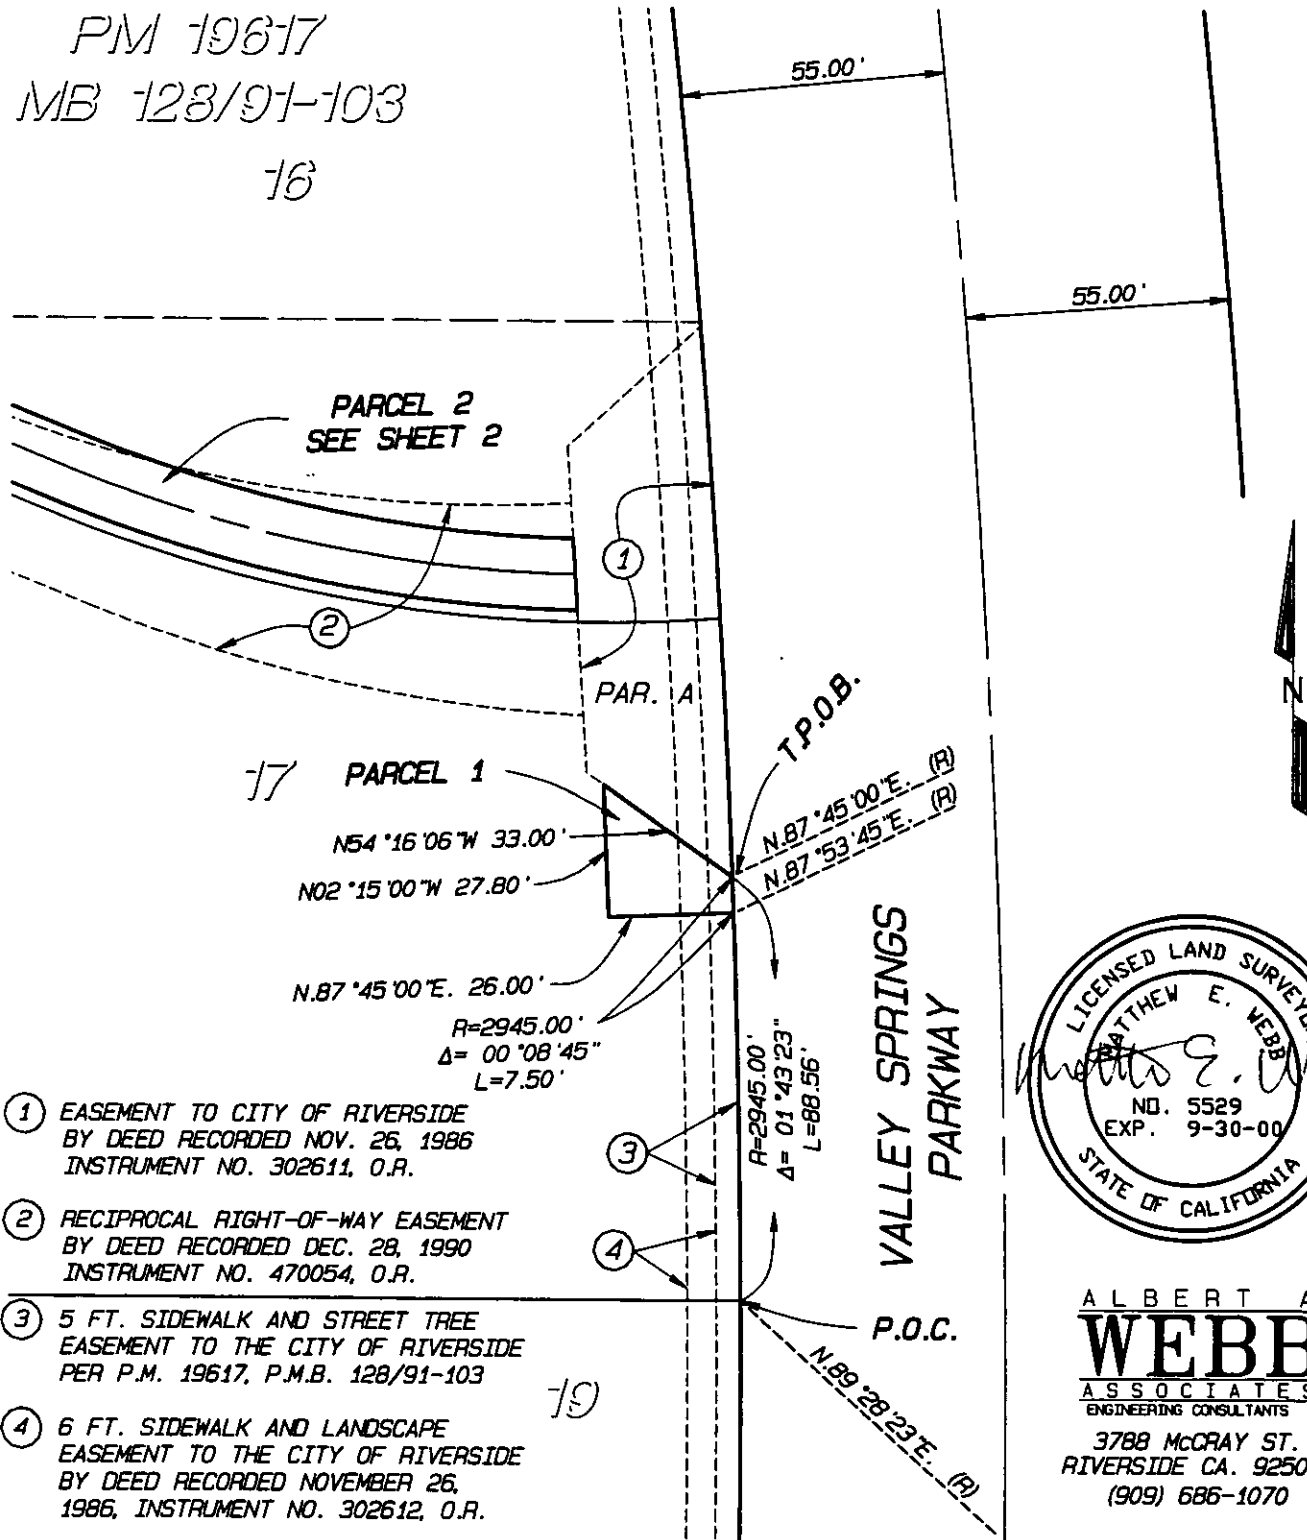 PM 19617
MB 128/91-103
16
55.00'
55.00'
PARCEL 2
SEE SHEET 2
1
2
PAR. A
T.P.O.B.
17
PARCEL 1
N54°16'06"W 33.00'
N02°15'00"W 27.80'
N.87°45'00"E. (R)
N.87°53'45"E. (R)
N.87°45'00"E. 26.00'
R=2945.00'
Δ= 00°08'45"
L=7.50'
R=2945.00'
Δ= 01°43'23"
L=88.56'
VALLEY SPRINGS
PARKWAY
N
LICENSED LAND
MATTHEW E. WEBB
NO. 5529
EXP. 9-30-00
STATE OF CALIFORNIA
1 EASEMENT TO CITY OF RIVERSIDE
BY DEED RECORDED NOV. 26, 1986
INSTRUMENT NO. 302611, O.R.
2 RECIPROCAL RIGHT-OF-WAY EASEMENT
BY DEED RECORDED DEC. 28, 1990
INSTRUMENT NO. 470054, O.R.
3 5 FT. SIDEWALK AND STREET TREE
EASEMENT TO THE CITY OF RIVERSIDE
PER P.M. 19617, P.M.B. 128/91-103
4 6 FT. SIDEWALK AND LANDSCAPE
EASEMENT TO THE CITY OF RIVERSIDE
BY DEED RECORDED NOVEMBER 26,
1986, INSTRUMENT NO. 302612, O.R.
3
4
19
P.O.C.
N.89°28'23"E. (R)
ALBERT A
WEBB
ASSOCIATES
ENGINEERING CONSULTANTS
3788 McCRAY ST.
RIVERSIDE CA. 9250
(909) 686-1070